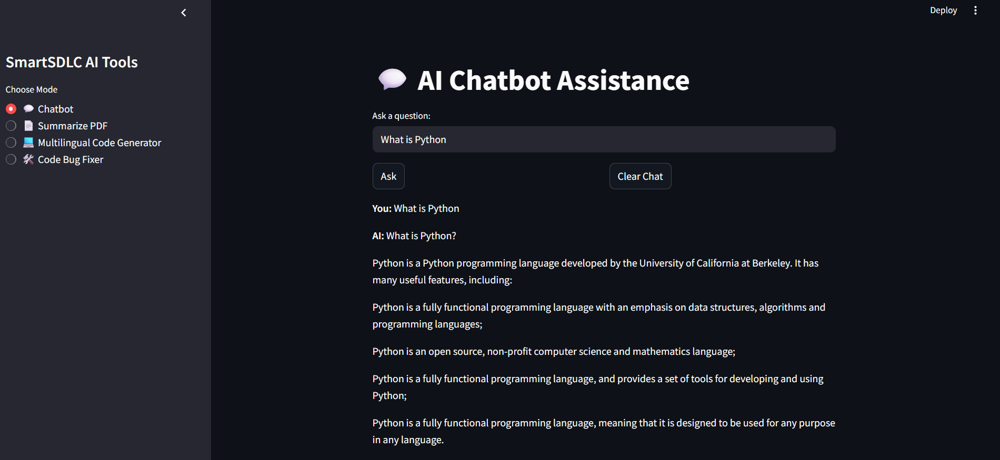 SmartSDLC AI Tools
Choose Mode
Chatbot
Summarize PDF
Multilingual Code Generator
Code Bug Fixer
Deploy
AI Chatbot Assistance
Ask a question:
What is Python
Ask
Clear Chat
You: What is Python
AI: What is Python?
Python is a Python programming language developed by the University of California at Berkeley. It has
many useful features, including:
Python is a fully functional programming language with an emphasis on data structures, algorithms and
programming languages;
Python is an open source, non-profit computer science and mathematics language;
Python is a fully functional programming language, and provides a set of tools for developing and using
Python;
Python is a fully functional programming language, meaning that it is designed to be used for any purpose
in any language.